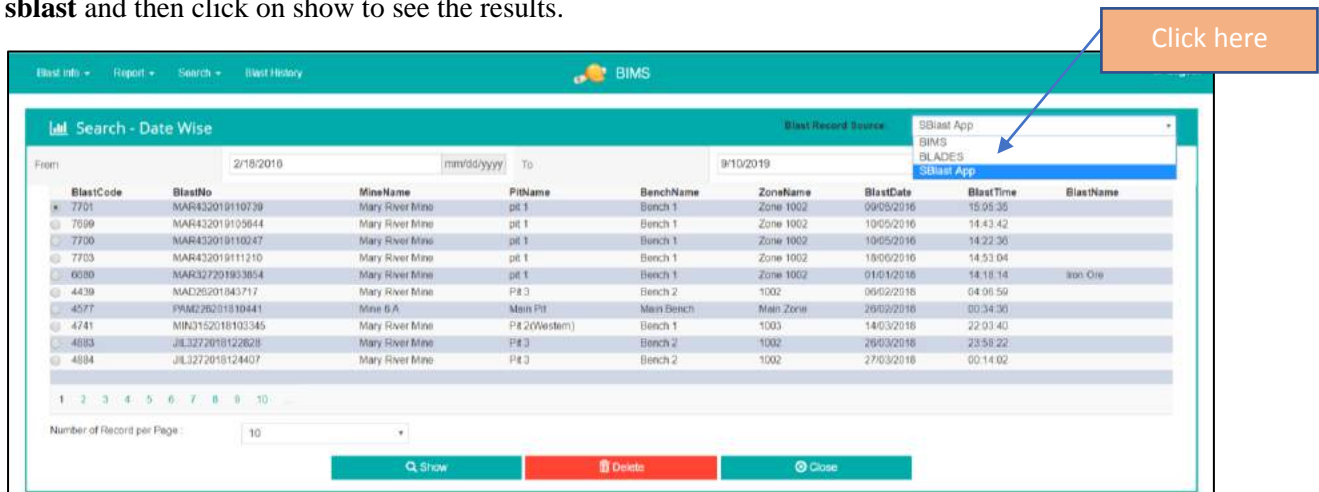 sblast and then click on show to see the results.
Click here
Blast Info Report Search Blast History BIMS
Search - Date Wise Blast Record Source: SBlast App
BIMS
BLADES
SBlast App
From 2/18/2016 mm/dd/yyyy To 9/10/2019
BlastCode BlastNo MineName PitName BenchName ZoneName BlastDate BlastTime BlastName
7701 MAR432019110739 Mary River Mine pit 1 Bench 1 Zone 1002 09/05/2016 15:05:35
7699 MAR432019105644 Mary River Mine pit 1 Bench 1 Zone 1002 10/05/2016 14:43:42
7700 MAR432019110247 Mary River Mine pit 1 Bench 1 Zone 1002 10/05/2016 14:22:36
7703 MAR432019111210 Mary River Mine pit 1 Bench 1 Zone 1002 18/06/2016 14:53:04
6680 MAR327201933854 Mary River Mine pit 1 Bench 1 Zone 1002 01/01/2018 14:18:14 Iron Ore
4439 MAD26201843717 Mary River Mine Pit 3 Bench 2 1002 06/02/2018 04:06:59
4577 PAM226201810441 Mine 6 A Main Pit Main Bench Main Zone 26/02/2018 00:34:36
4741 MIN3152018103345 Mary River Mine Pit 2(Western) Bench 1 1003 14/03/2018 22:03:40
4883 JIL3272018122828 Mary River Mine Pit 3 Bench 2 1002 26/03/2018 23:58:22
4884 JIL3272018124407 Mary River Mine Pit 3 Bench 2 1002 27/03/2018 00:14:02
1 2 3 4 5 6 7 8 9 10 ...
Number of Record per Page : 10
Show Delete Close